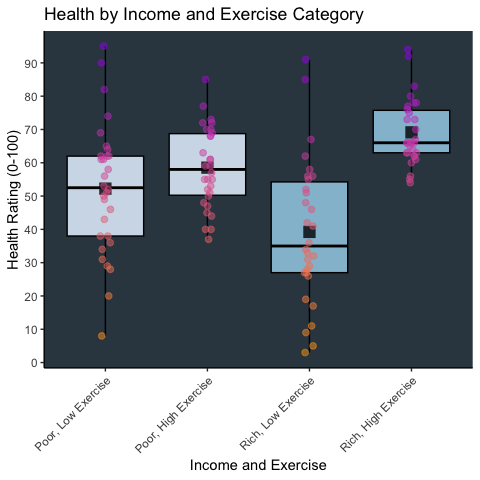 Health by Income and Exercise Category
Health Rating (0-100)
90
80
70
60
50
40
30
20
10
0
Poor, Low Exercise
Poor, High Exercise
Rich, Low Exercise
Rich, High Exercise
Income and Exercise